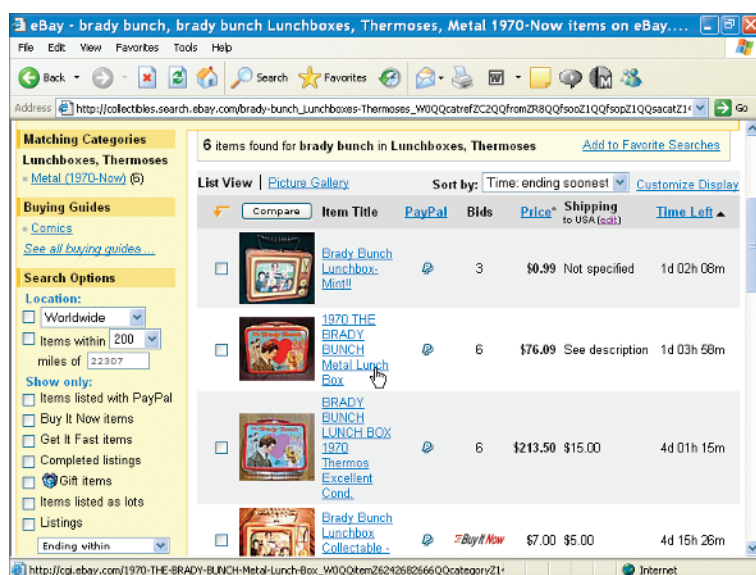 eBay - brady bunch, brady bunch Lunchboxes, Thermoses, Metal 1970-Now items on eBay....
File Edit View Favorites Tools Help
Back Search Favorites
Address http://collectibles.search.ebay.com/brady-bunch_Lunchboxes-Thermoses_W0QQcatrefZC2QQfromZR8QQfsooZ1QQfsopZ1QQsacatZ14 Go
Matching Categories
Lunchboxes, Thermoses
Metal (1970-Now) (6)
Buying Guides
Comics
See all buying guides ...
Search Options
Location:
Worldwide
Items within 200
miles of 22307
Show only:
Items listed with PayPal
Buy It Now items
Get It Fast items
Completed listings
Gift items
Items listed as lots
Listings
Ending within
6 items found for brady bunch in Lunchboxes, Thermoses Add to Favorite Searches
List View | Picture Gallery Sort by: Time: ending soonest Customize Display
Compare Item Title PayPal Bids Price* Shipping to USA (edit) Time Left
Brady Bunch
Lunchbox-
Mint!!
3 $0.99 Not specified 1d 02h 08m
1970 THE
BRADY
BUNCH
Metal Lunch
Box
6 $76.09 See description 1d 03h 58m
BRADY
BUNCH
LUNCH BOX
1970
Thermos
Excellent
Cond.
6 $213.50 $15.00 4d 01h 15m
Brady Bunch
Lunchbox
Collectable -
Buy It Now $7.00 $5.00 4d 15h 26m
http://cgi.ebay.com/1970-THE-BRADY-BUNCH-Metal-Lunch-Box_W0QQitemZ6242682666QQcategoryZ14 Internet